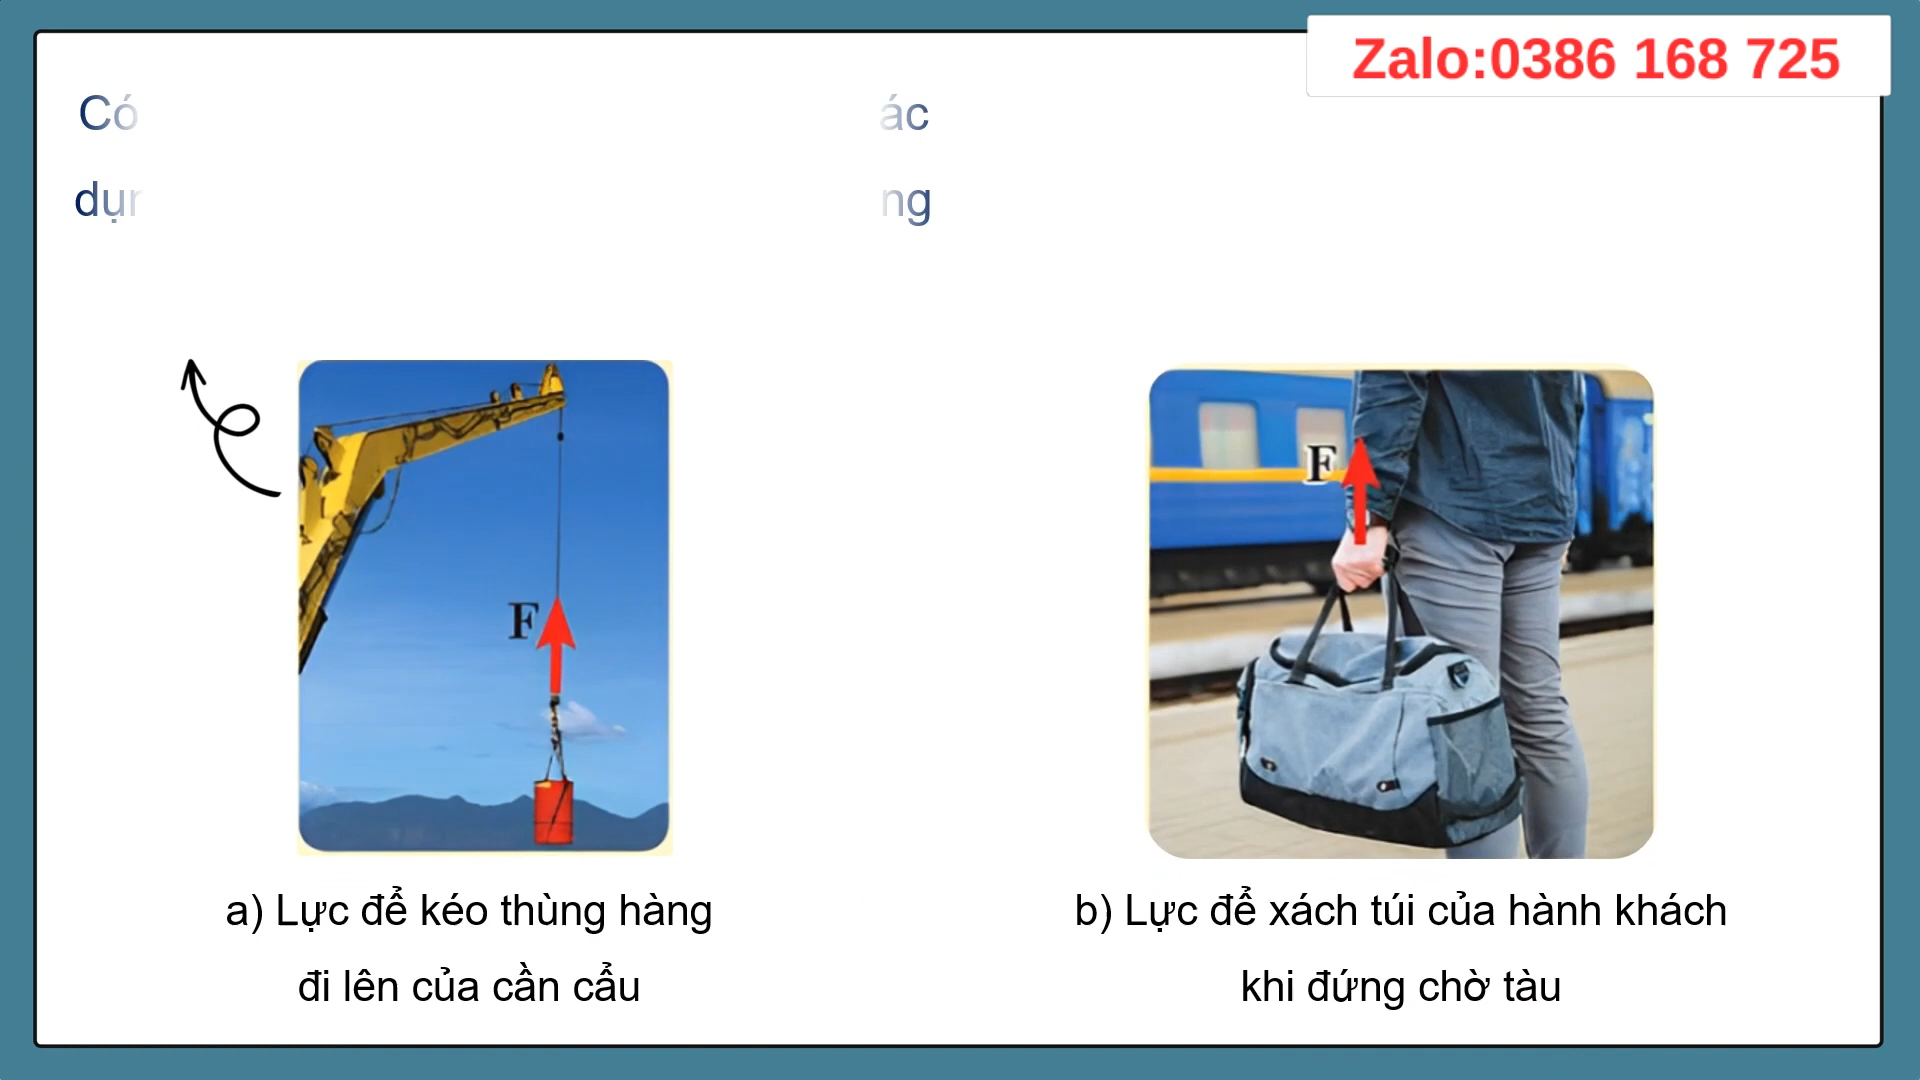 Zalo:0386 168 725
Có
ác
ng
F
F
a) Lực để kéo thùng hàng
đi lên của cần cẩu
b) Lực để xách túi của hành khách
khi đứng chờ tàu